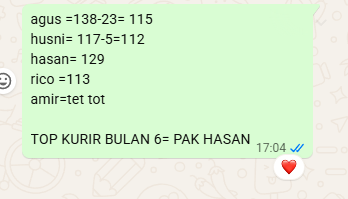 agus =138-23= 115
husni= 117-5=112
hasan= 129
rico =113
amir=tet tot
TOP KURIR BULAN 6= PAK HASAN
17:04